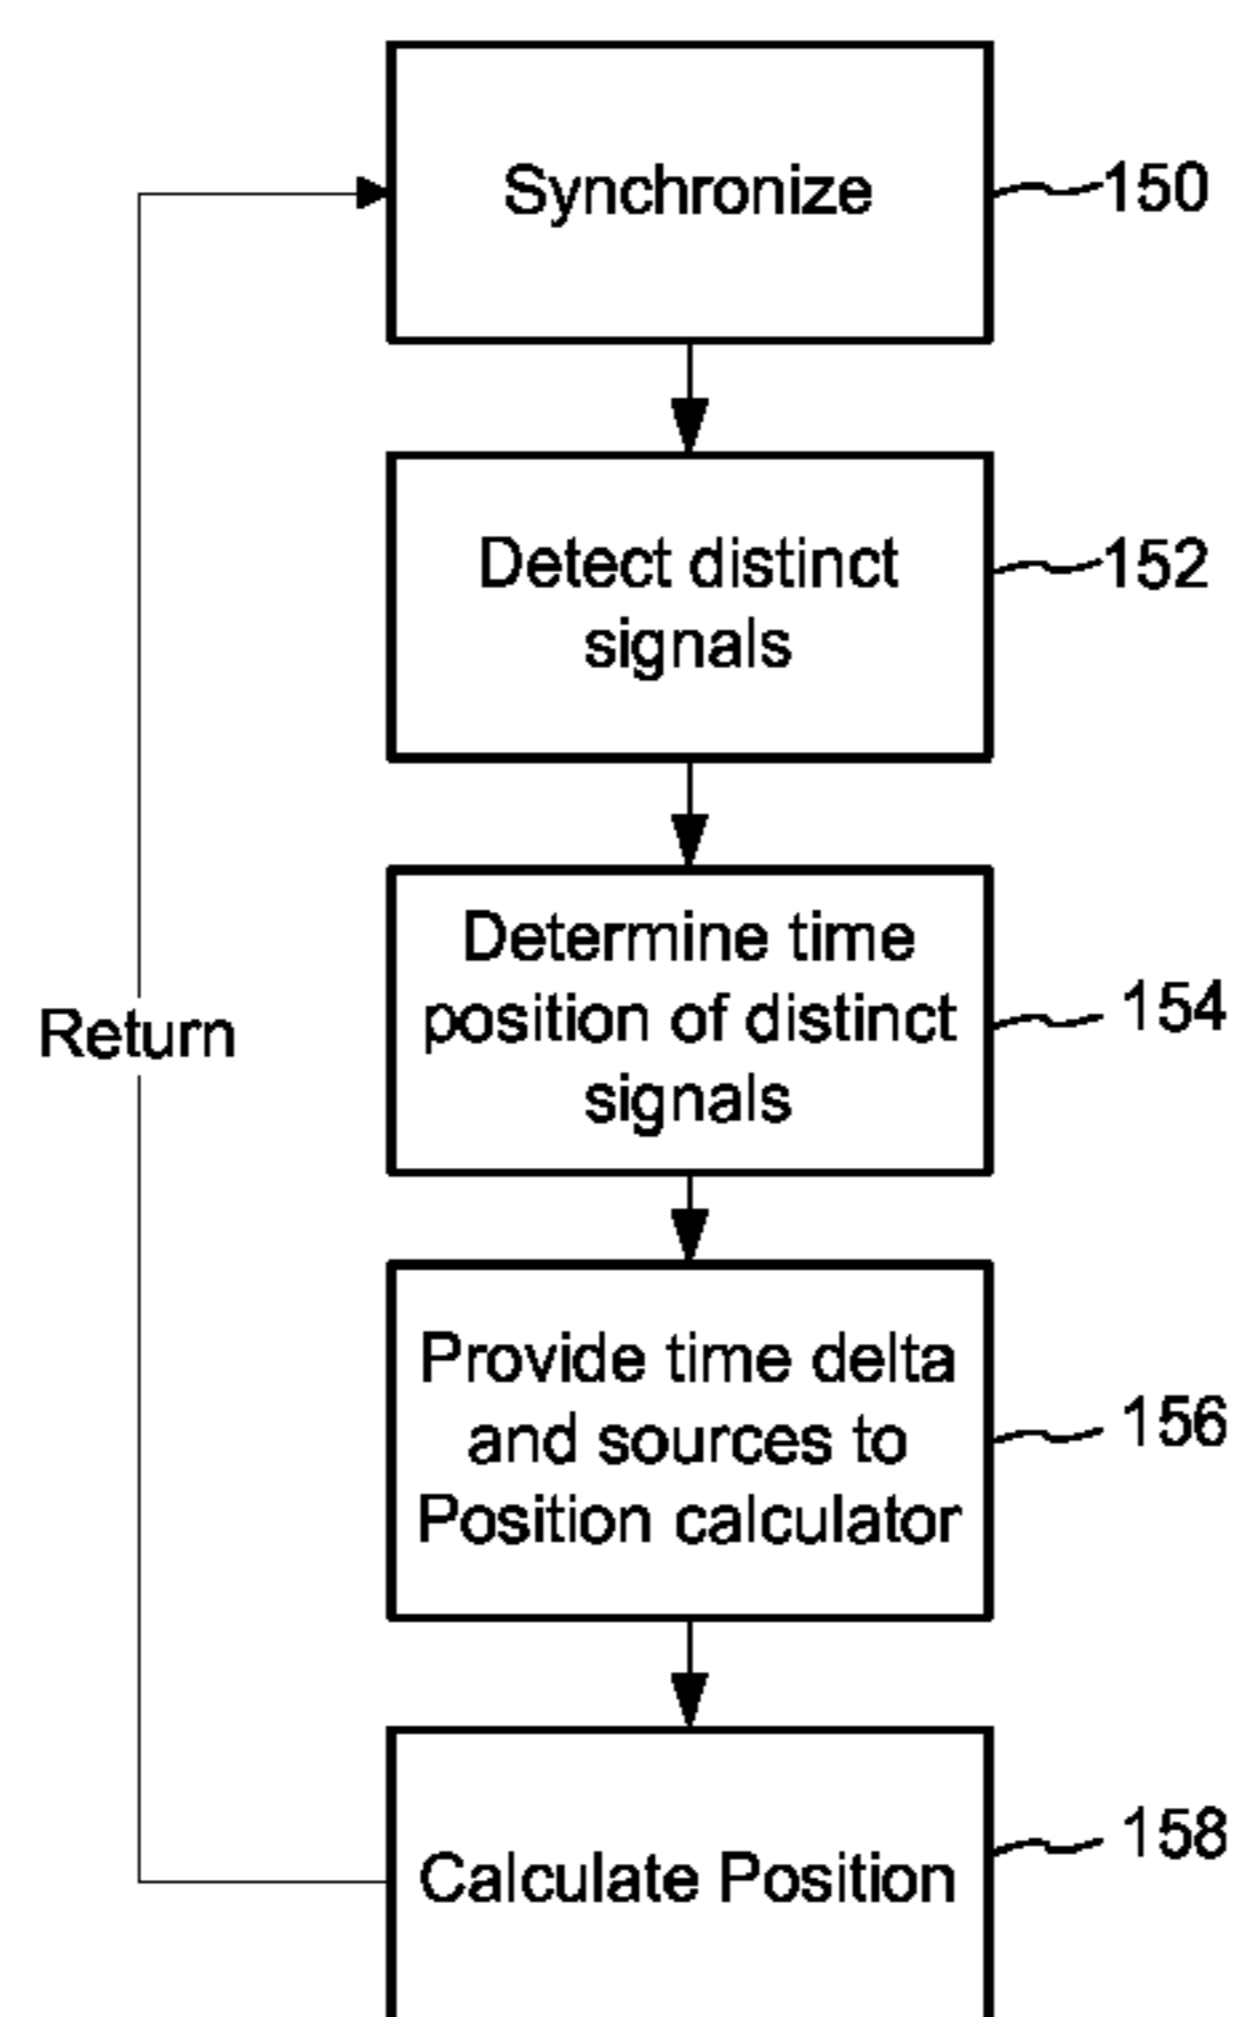 Synchronize
150
Detect distinct
signals
152
Determine time
position of distinct
signals
154
Return
Provide time delta
and sources to
Position calculator
156
Calculate Position
158